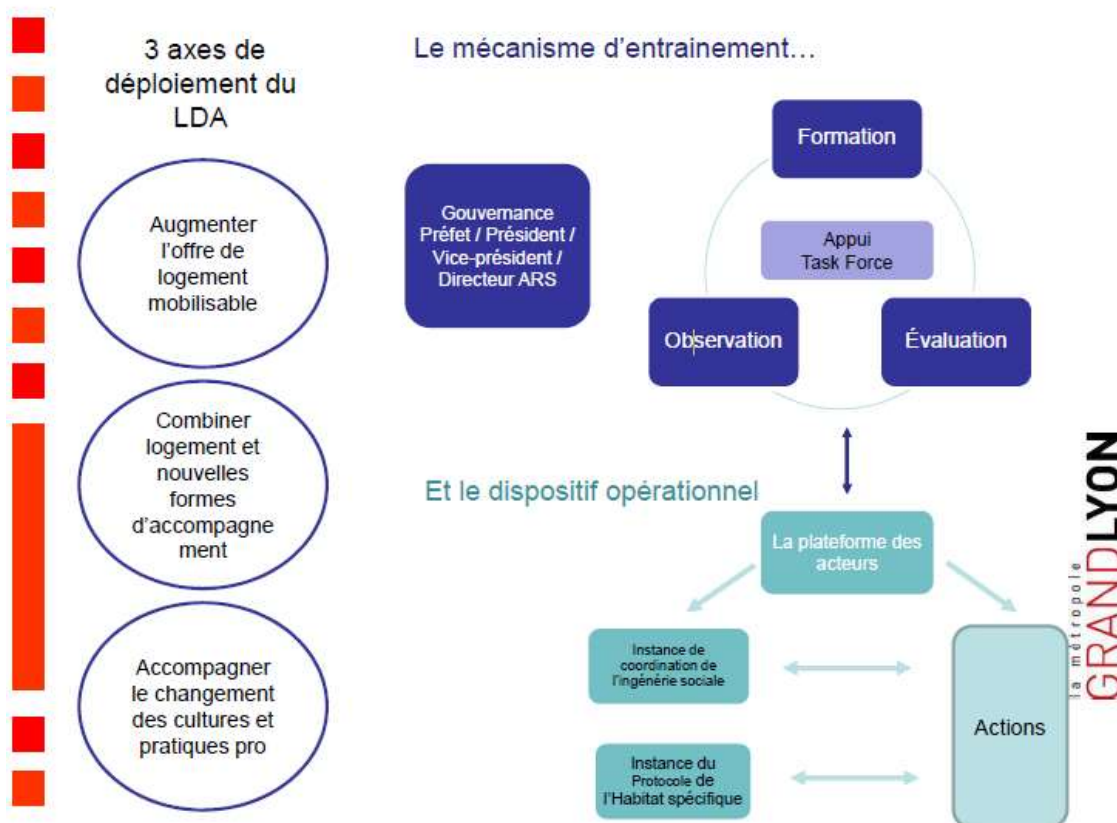 3 axes de
déploiement du
LDA
Augmenter
l'offre de
logement
mobilisable
Combiner
logement et
nouvelles
formes
d'accompagne
ment
Accompagner
le changement
des cultures et
pratiques pro
Le mécanisme d'entrainement…
Gouvernance
Préfet / Président /
Vice-président /
Directeur ARS
Formation
Appui
Task Force
Observation
Évaluation
Et le dispositif opérationnel
La plateforme des
acteurs
Instance de
coordination de
l'ingénérie sociale
Instance du
Protocole de
l'Habitat spécifique
Actions
la métropole
GRANDLYON